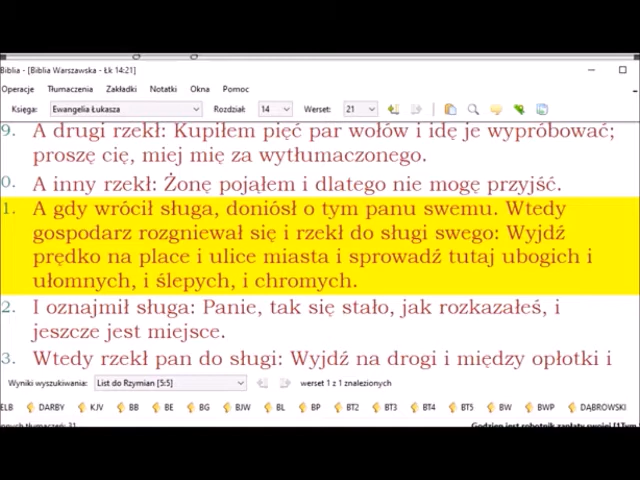 Biblia - [Biblia Warszawska - Łk 14:21]
Operacje Tłumaczenia Zakładki Notatki Okna Pomoc
Księga: Ewangelia Łukasza Rozdział: 14 Werset: 21
9. A drugi rzekł: Kupiłem pięć par wołów i idę je wypróbować;
proszę cię, miej mię za wytłumaczonego.
0. A inny rzekł: Żonę pojąłem i dlatego nie mogę przyjść.
1. A gdy wrócił sługa, doniósł o tym panu swemu. Wtedy
gospodarz rozgniewał się i rzekł do sługi swego: Wyjdź
prędko na place i ulice miasta i sprowadź tutaj ubogich i
ułomnych, i ślepych, i chromych.
2. I oznajmił sługa: Panie, tak się stało, jak rozkazałeś, i
jeszcze jest miejsce.
3. Wtedy rzekł pan do sługi: Wyjdź na drogi i między opłotki i
Wyniki wyszukiwania: List do Rzymian [5:5] werset 1 z 1 znalezionych
ELB DARBY KJV BB BE BG BJW BL BP BT2 BT3 BT4 BT5 BW BWP DĄBROWSKI
Godzien jest robotnik zapłaty swojej [1Tym